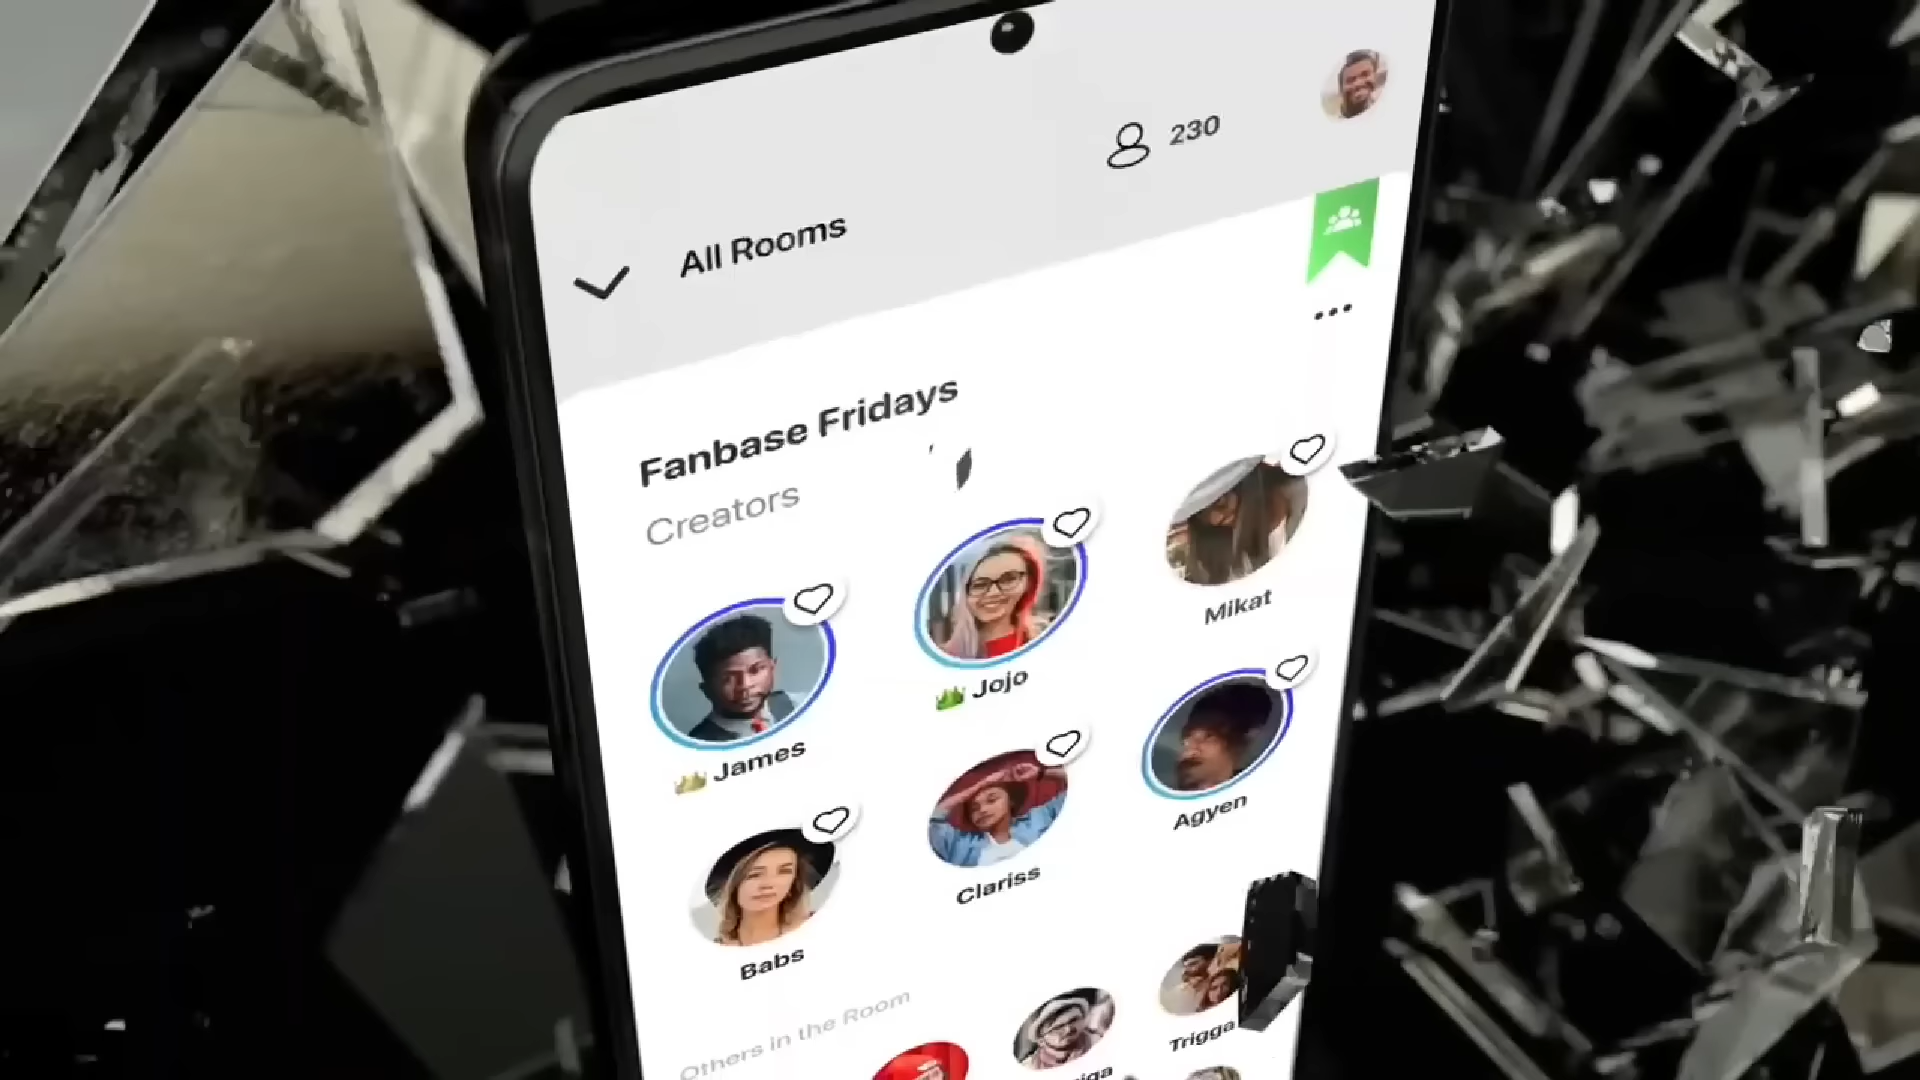 230
All Rooms
Fanbase Fridays
Creators
James
Jojo
Mikat
Babs
Clariss
Agyen
Others in the Room
Trigga